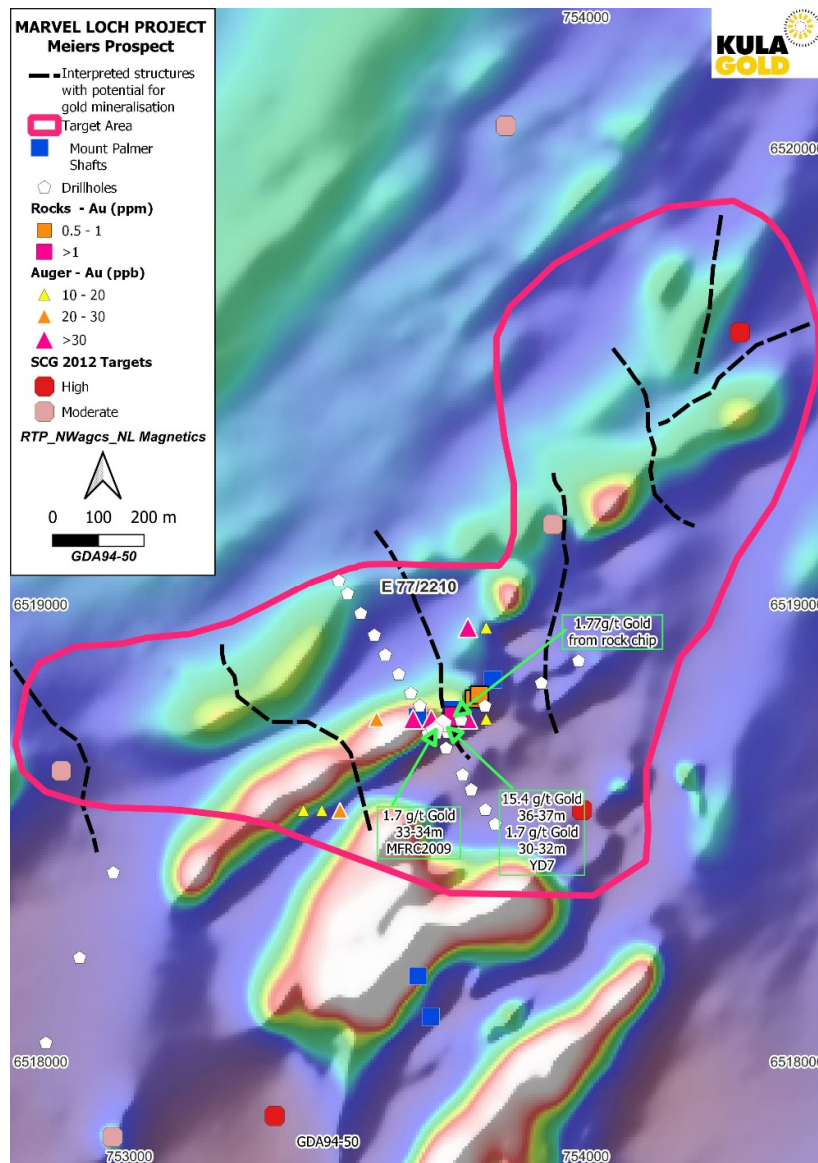 MARVEL LOCH PROJECT
Meiers Prospect
Interpreted structures
with potential for
gold mineralisation
Target Area
Mount Palmer
Shafts
Drillholes
Rocks - Au (ppm)
0.5 - 1
>1
Auger - Au (ppb)
10 - 20
20 - 30
>30
SCG 2012 Targets
High
Moderate
RTP_NWagcs_NL Magnetics
0 100 200 m
GDA94-50
754000
KULA
GOLD
6520000
E 77/2210
6519000
6519000
1.77g/t Gold
from rock chip
1.7 g/t Gold
33-34m
MFRC2009
15.4 g/t Gold
36-37m
1.7 g/t Gold
30-32m
YD7
6518000
6518000
GDA94-50
753000
754000